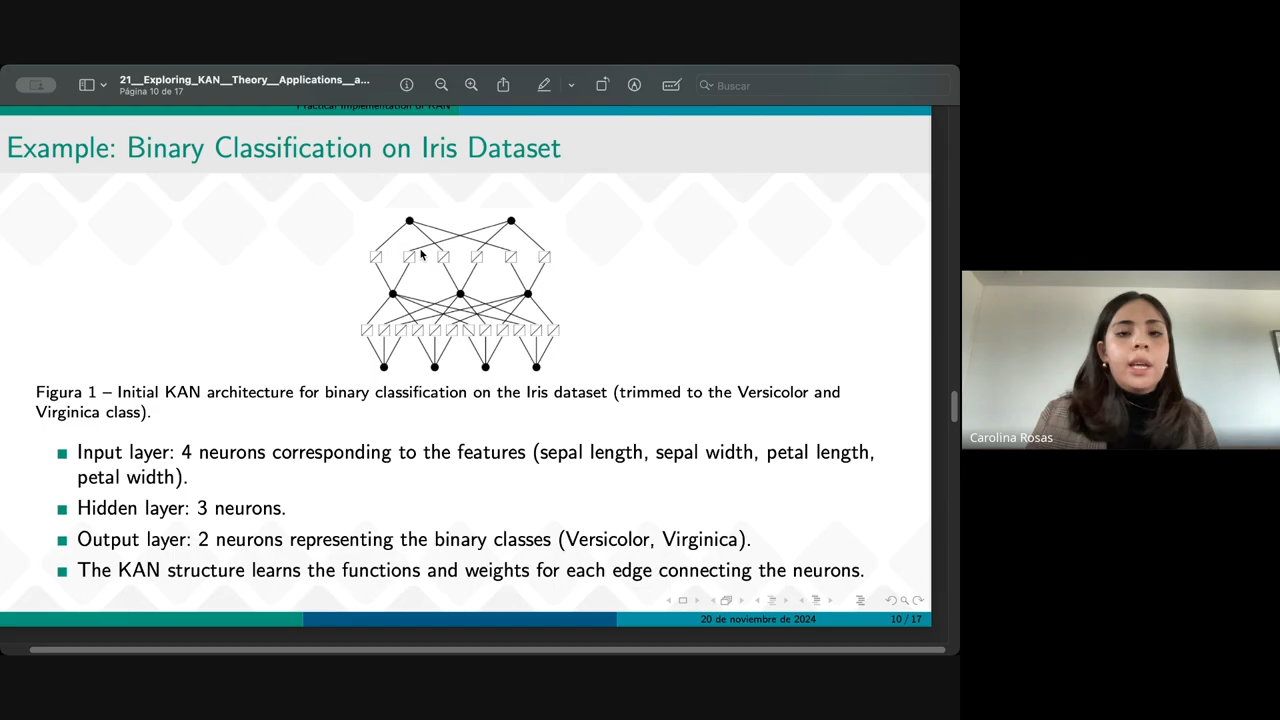 21__Exploring_KAN__Theory__Applications__a...
Página 10 de 17
Buscar
Practical Implementation of KAN
Example: Binary Classification on Iris Dataset
Figura 1 – Initial KAN architecture for binary classification on the Iris dataset (trimmed to the Versicolor and
Virginica class).
Input layer: 4 neurons corresponding to the features (sepal length, sepal width, petal length,
petal width).
Hidden layer: 3 neurons.
Output layer: 2 neurons representing the binary classes (Versicolor, Virginica).
The KAN structure learns the functions and weights for each edge connecting the neurons.
20 de noviembre de 2024
10 / 17
Carolina Rosas